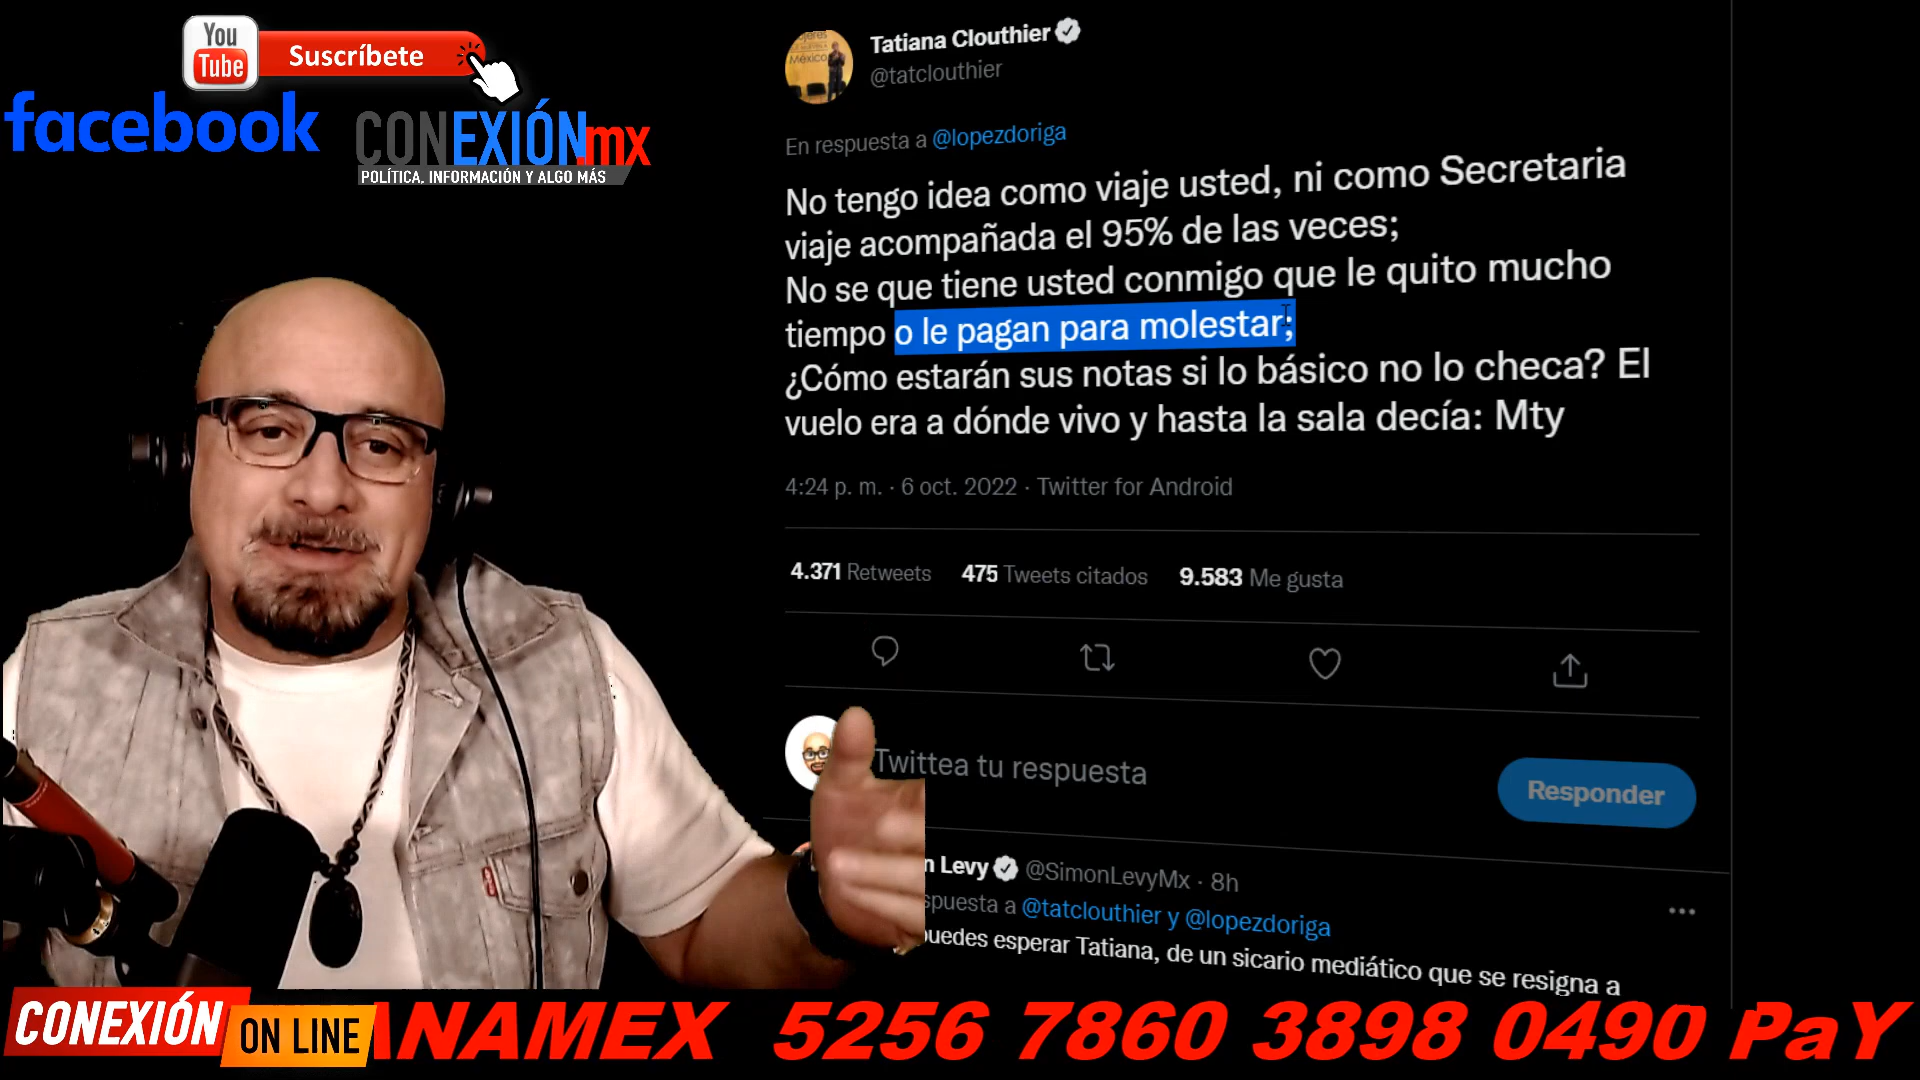 You
Tube
Suscríbete
facebook
CONEXIÓN.mx
POLÍTICA, INFORMACIÓN Y ALGO MÁS
Tatiana Clouthier
@tatclouthier
México
En respuesta a @lopezdoriga
No tengo idea como viaje usted, ni como Secretaria
viaje acompañada el 95% de las veces;
No se que tiene usted conmigo que le quito mucho
tiempo o le pagan para molestar;
¿Cómo estarán sus notas si lo básico no lo checa? El
vuelo era a dónde vivo y hasta la sala decía: Mty
4:24 p. m. · 6 oct. 2022 · Twitter for Android
4.371 Retweets 475 Tweets citados 9.583 Me gusta
Twittea tu respuesta
Responder
n Levy @SimonLevyMx · 8h
spuesta a @tatclouthier y @lopezdoriga
puedes esperar Tatiana, de un sicario mediático que se resigna a
CONEXIÓN
ON LINE
ANAMEX 5256 7860 3898 0490 PaY